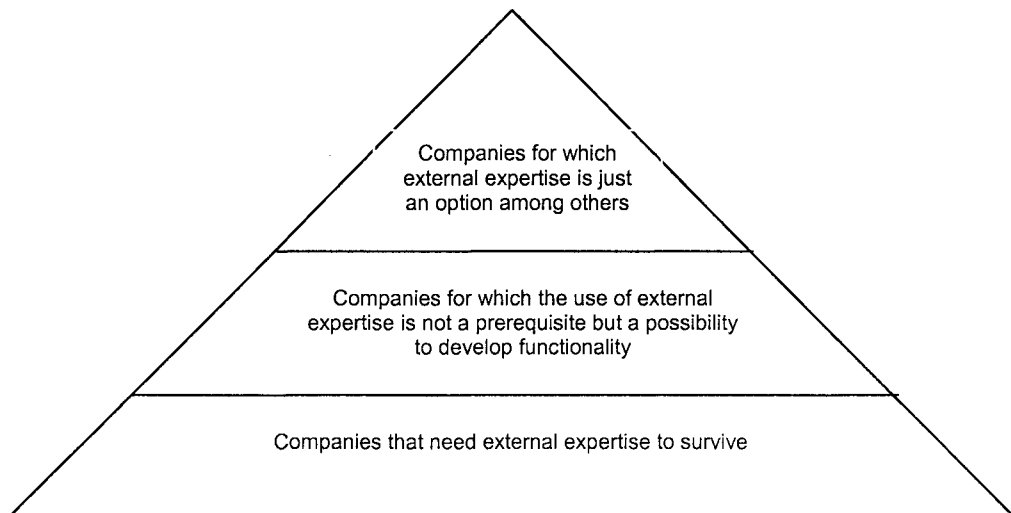 Companies for which
external expertise is just
an option among others
Companies for which the use of external
expertise is not a prerequisite but a possibility
to develop functionality
Companies that need external expertise to survive